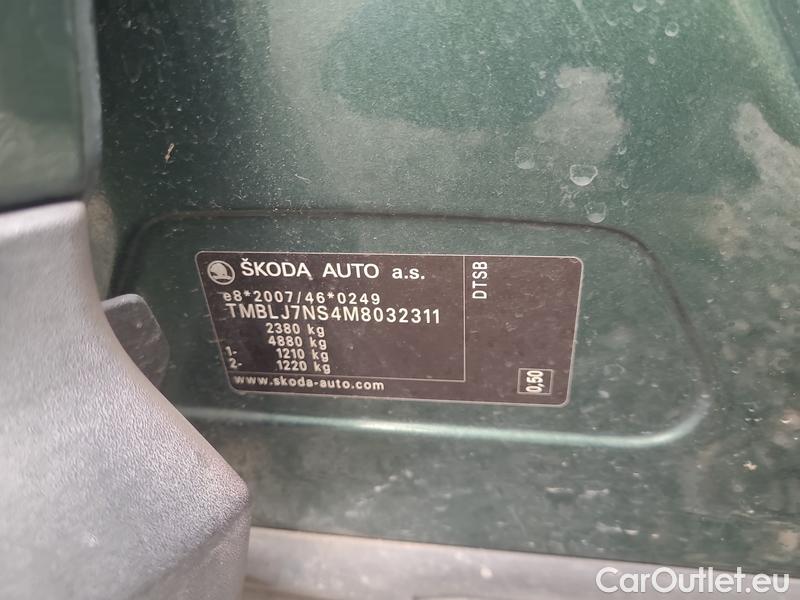 ŠKODA AUTO a.s.
e8*2007/46*0249
TMBLJ7NS4M8032311
2380 kg
4880 kg
1- 1210 kg
2- 1220 kg
www.skoda-auto.com
DTSB
0,50
CarOutlet.eu